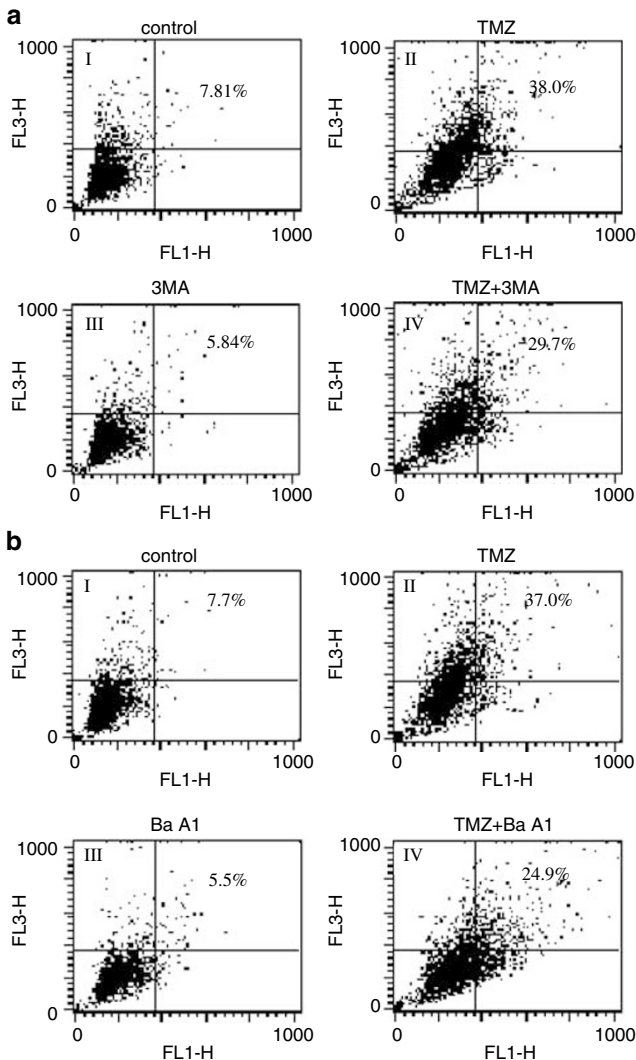 a
control
1000
I
7.81%
FL3-H
0
0
1000
FL1-H
TMZ
1000
II
38.0%
FL3-H
0
0
1000
FL1-H
3MA
1000
III
5.84%
FL3-H
0
0
1000
FL1-H
TMZ+3MA
1000
IV
29.7%
FL3-H
0
0
1000
FL1-H
b
control
1000
I
7.7%
FL3-H
0
0
1000
FL1-H
TMZ
1000
II
37.0%
FL3-H
0
0
1000
FL1-H
Ba A1
1000
III
5.5%
FL3-H
0
0
1000
FL1-H
TMZ+Ba A1
1000
IV
24.9%
FL3-H
0
0
1000
FL1-H